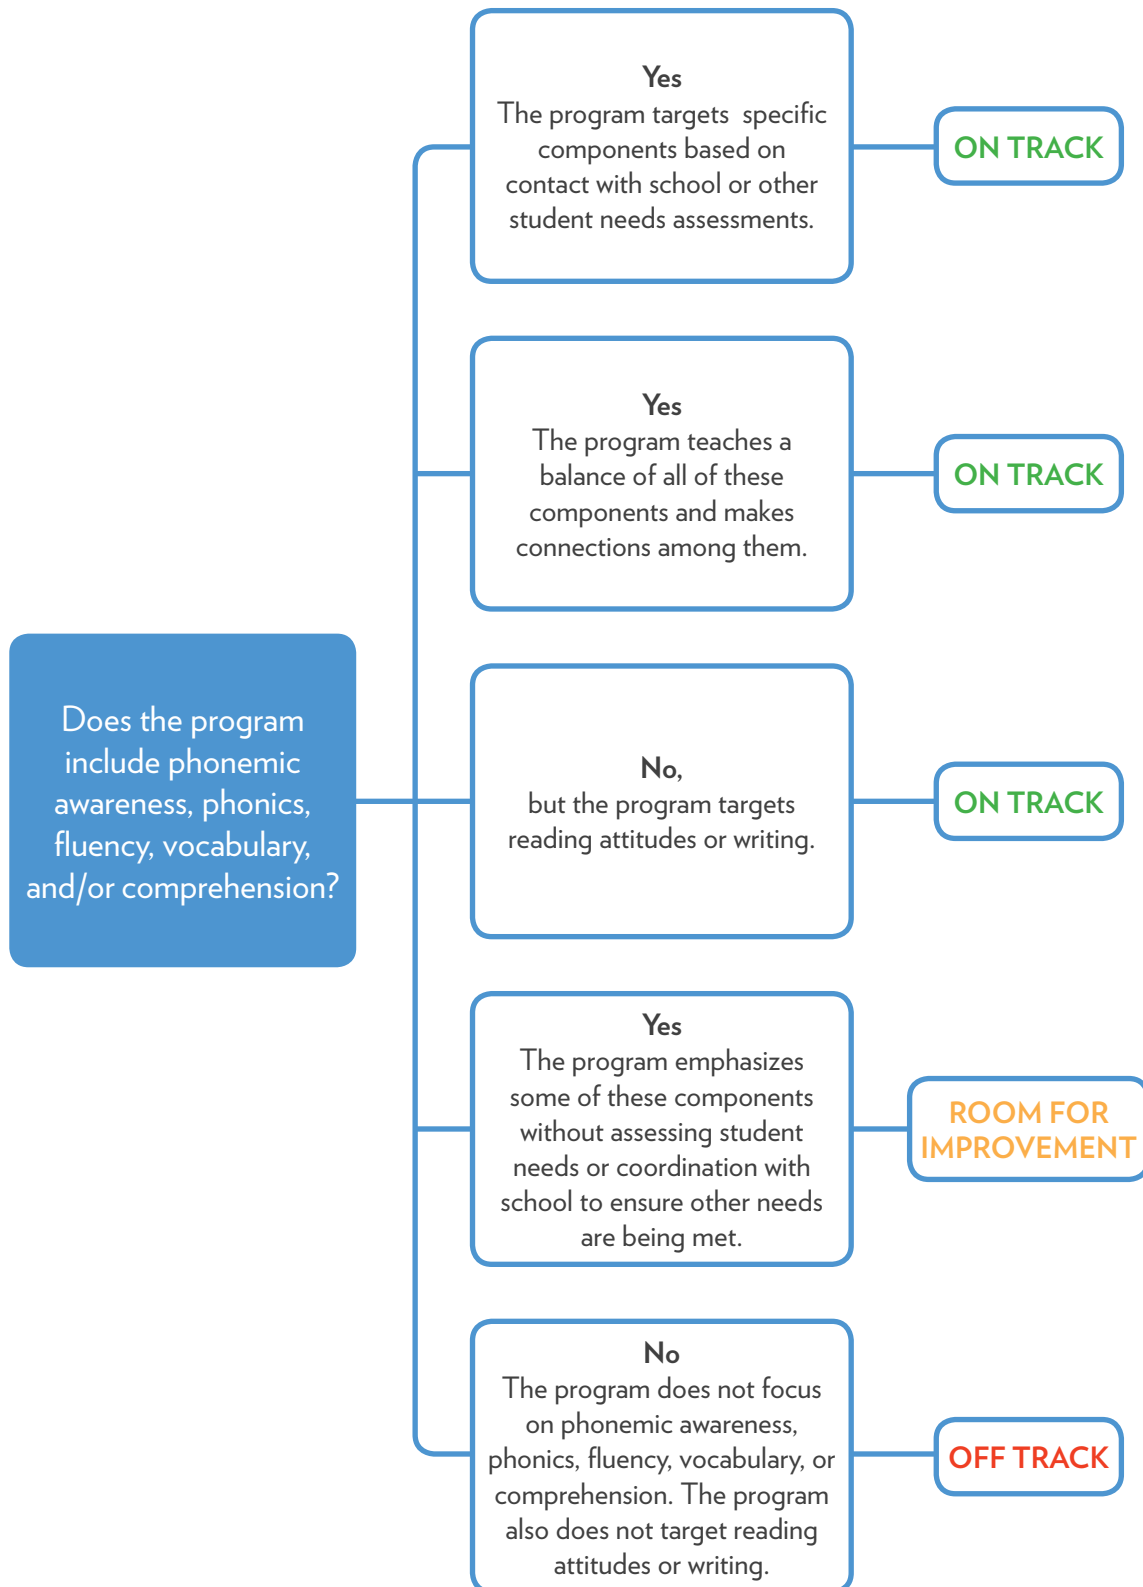 Does the program
include phonemic
awareness, phonics,
fluency, vocabulary,
and/or comprehension?
Yes
The program targets specific
components based on
contact with school or other
student needs assessments.
ON TRACK
Yes
The program teaches a
balance of all of these
components and makes
connections among them.
ON TRACK
No,
but the program targets
reading attitudes or writing.
ON TRACK
Yes
The program emphasizes
some of these components
without assessing student
needs or coordination with
school to ensure other needs
are being met.
ROOM FOR
IMPROVEMENT
No
The program does not focus
on phonemic awareness,
phonics, fluency, vocabulary, or
comprehension. The program
also does not target reading
attitudes or writing.
OFF TRACK